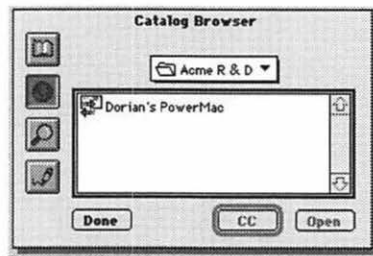 Catalog Browser
Acme R & D
Dorian's PowerMac
Done
CC
Open